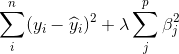 \sum_{i}^{n} (y_i - \widehat{y}_i)^2 + \lambda \sum_{j}^{p} \beta_j^2